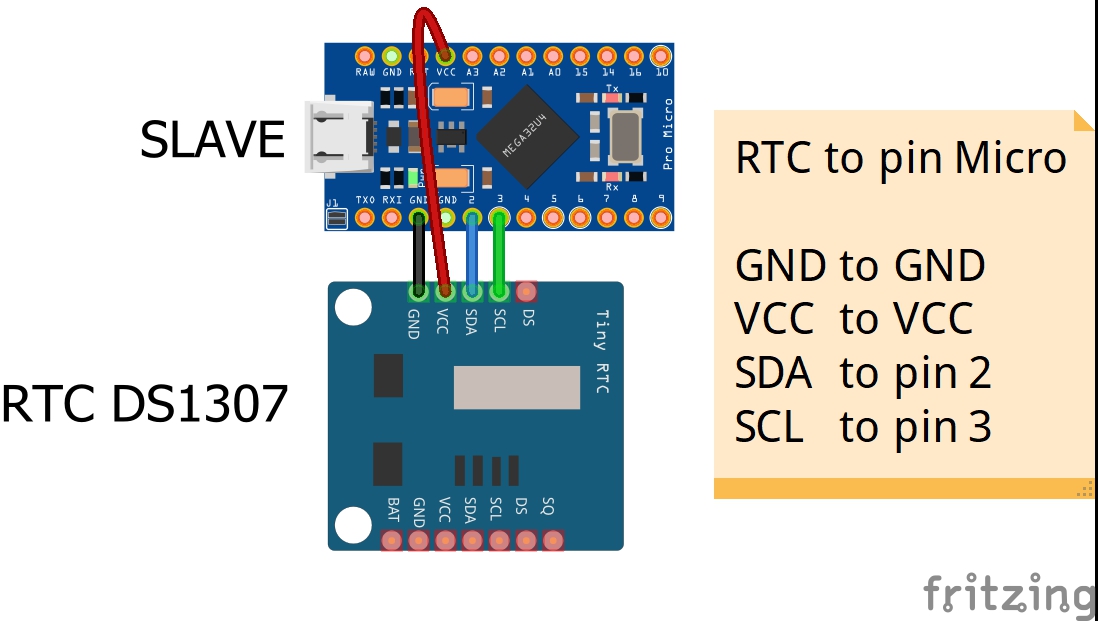 RAW GND VCC A3 A2 A1 A0 15 14 16 10
Tx
MEGA32U4
Pro Micro
SLAVE
Rx
J1 TXO RXI GND GND 2 3 4 5 6 7 8 9
GND VCC SDA SCL DS
Tiny RTC
RTC DS1307
BAT GND VCC SDA SCL DS SQ
RTC to pin Micro
GND to GND
VCC to VCC
SDA to pin 2
SCL to pin 3
fritzing